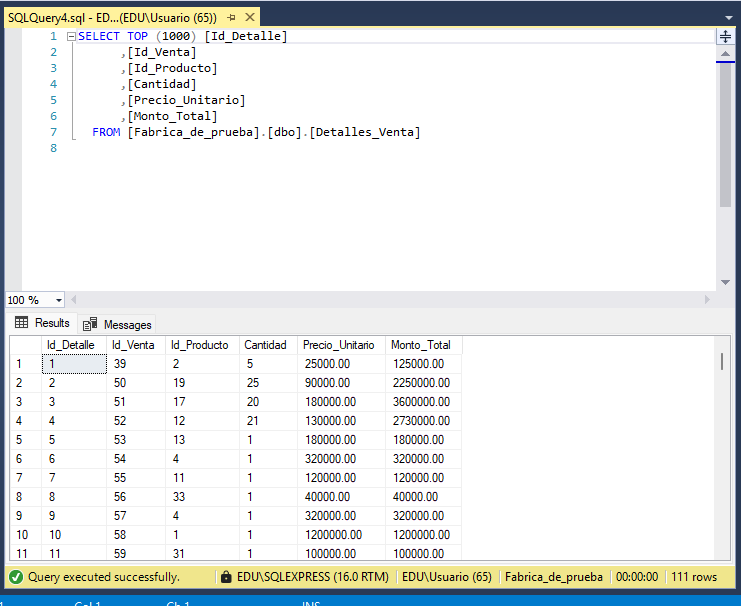 SQLQuery4.sql - ED...(EDU\Usuario (65))
1 SELECT TOP (1000) [Id_Detalle]
2 ,[Id_Venta]
3 ,[Id_Producto]
4 ,[Cantidad]
5 ,[Precio_Unitario]
6 ,[Monto_Total]
7 FROM [Fabrica_de_prueba].[dbo].[Detalles_Venta]
8
100 %
Results Messages
Id_Detalle Id_Venta Id_Producto Cantidad Precio_Unitario Monto_Total
1 1 39 2 5 25000.00 125000.00
2 2 50 19 25 90000.00 2250000.00
3 3 51 17 20 180000.00 3600000.00
4 4 52 12 21 130000.00 2730000.00
5 5 53 13 1 180000.00 180000.00
6 6 54 4 1 320000.00 320000.00
7 7 55 11 1 120000.00 120000.00
8 8 56 33 1 40000.00 40000.00
9 9 57 4 1 320000.00 320000.00
10 10 58 1 1 1200000.00 1200000.00
11 11 59 31 1 100000.00 100000.00
Query executed successfully. EDU\SQLEXPRESS (16.0 RTM) EDU\Usuario (65) Fabrica_de_prueba 00:00:00 111 rows